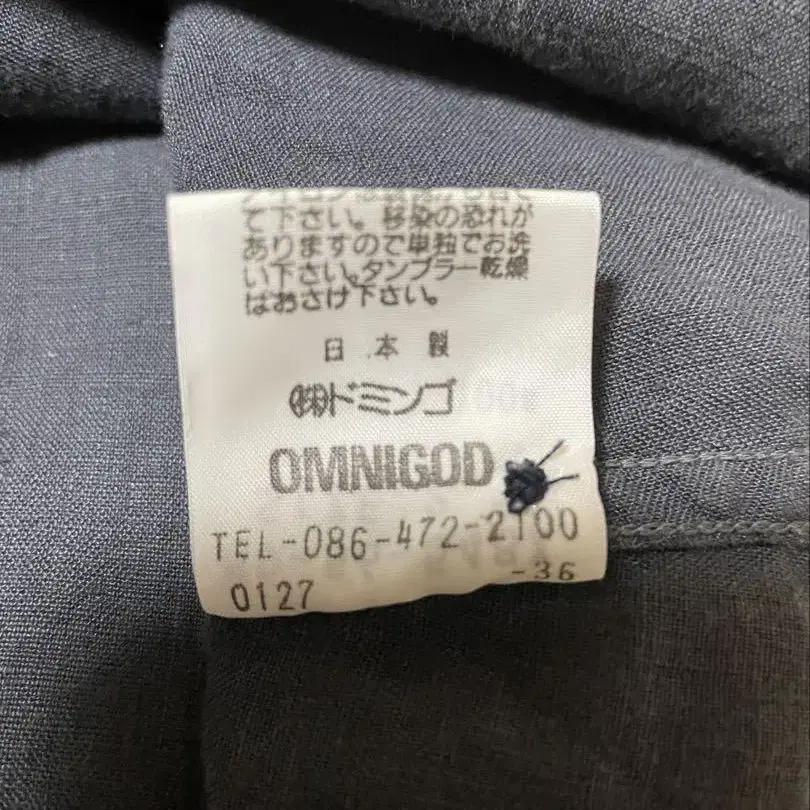 て下さい。移染の恐れが
ありますので単独でお洗
い下さい。タンブラー乾燥
はおさけ下さい。
日本製
㈱ドミンゴ
OMNIGOD
TEL-086-472-2100
-36
0127